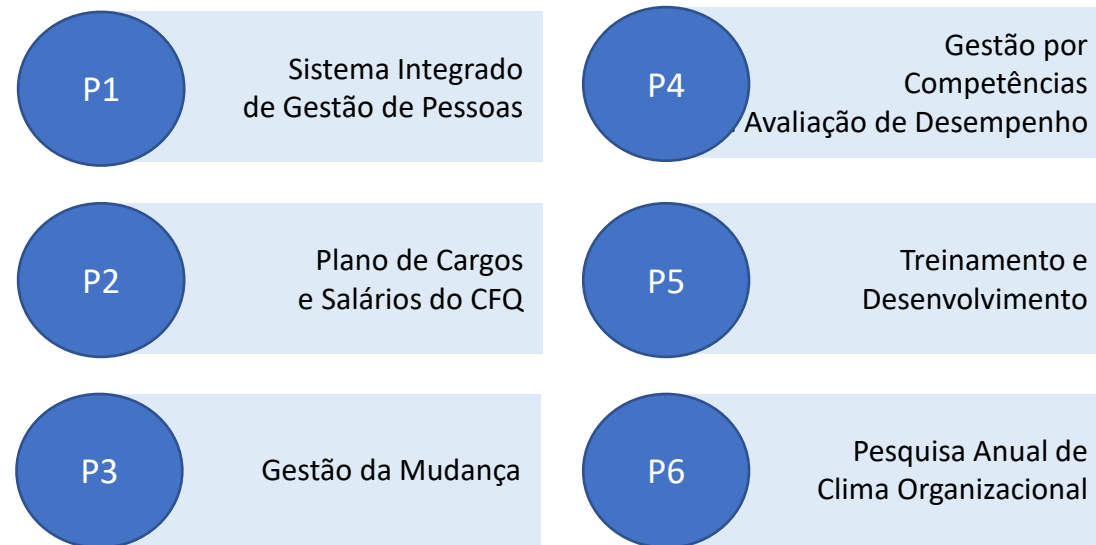 P1
Sistema Integrado
de Gestão de Pessoas
P2
Plano de Cargos
e Salários do CFQ
P3
Gestão da Mudança
P4
Gestão por
Competências
Avaliação de Desempenho
P5
Treinamento e
Desenvolvimento
P6
Pesquisa Anual de
Clima Organizacional